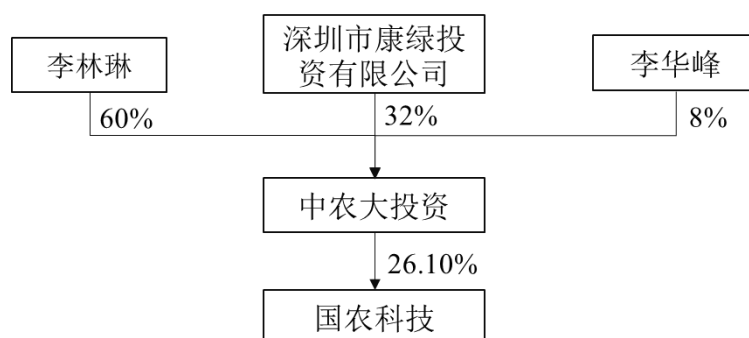 李林琳
深圳市康绿投
资有限公司
李华峰
60%
32%
8%
中农大投资
26.10%
国农科技